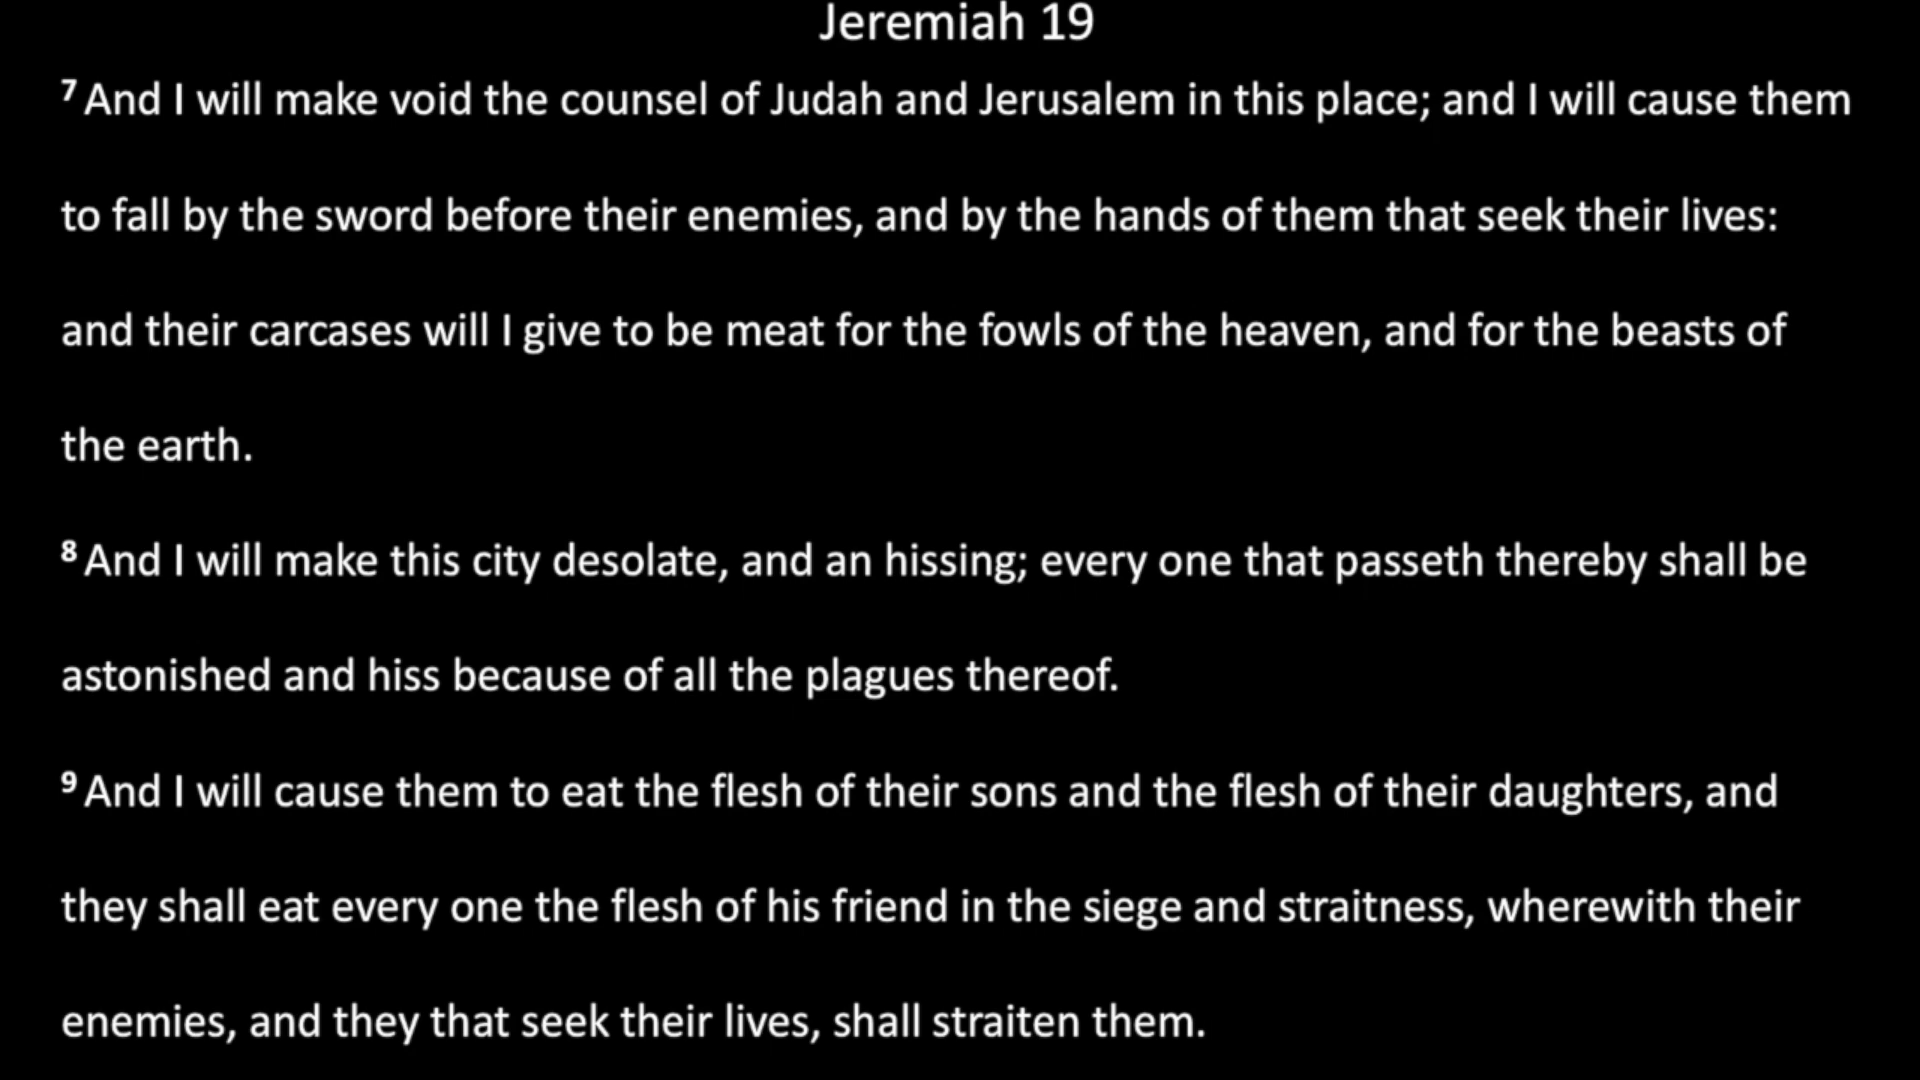 Jeremiah 19
7 And I will make void the counsel of Judah and Jerusalem in this place; and I will cause them
to fall by the sword before their enemies, and by the hands of them that seek their lives:
and their carcases will I give to be meat for the fowls of the heaven, and for the beasts of
the earth.
8 And I will make this city desolate, and an hissing; every one that passeth thereby shall be
astonished and hiss because of all the plagues thereof.
9 And I will cause them to eat the flesh of their sons and the flesh of their daughters, and
they shall eat every one the flesh of his friend in the siege and straitness, wherewith their
enemies, and they that seek their lives, shall straiten them.